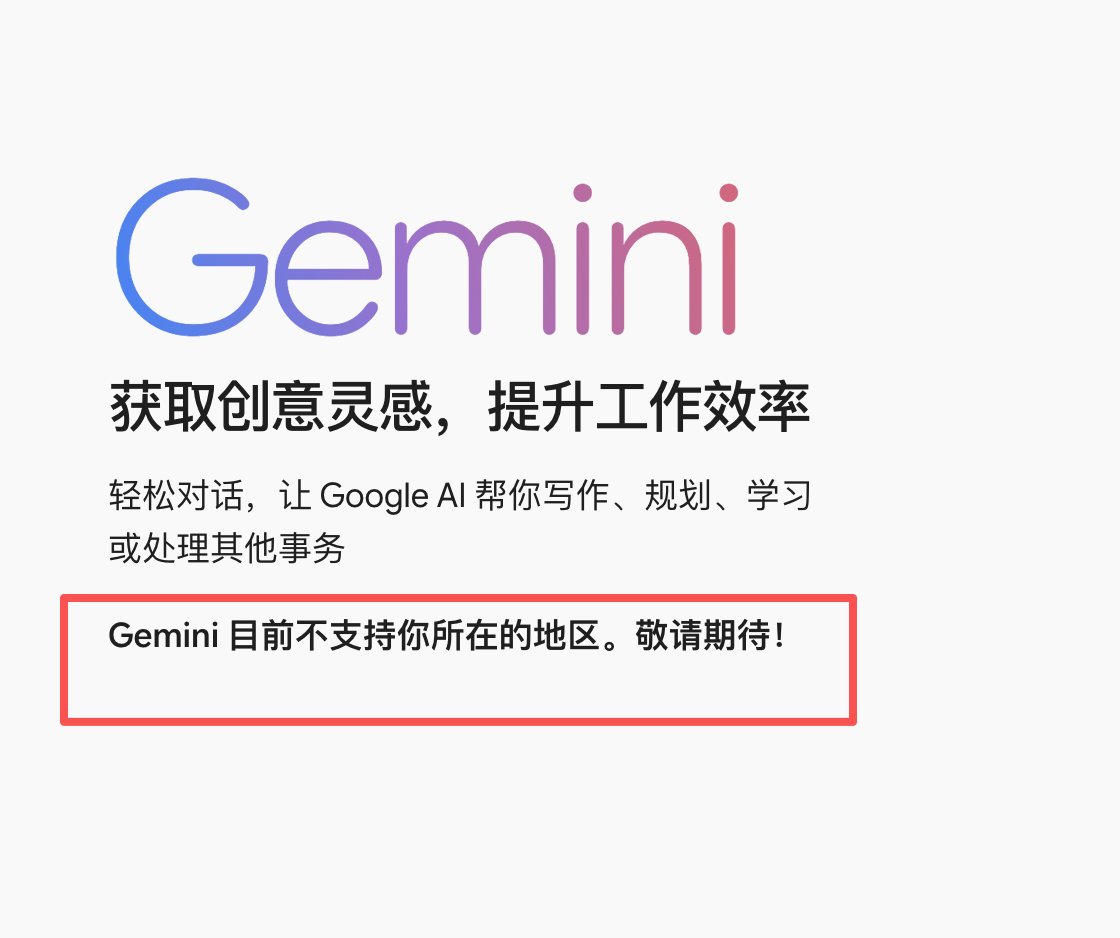 Gemini
获取创意灵感，提升工作效率
轻松对话，让 Google AI 帮你写作、规划、学习
或处理其他事务
Gemini 目前不支持你所在的地区。敬请期待！